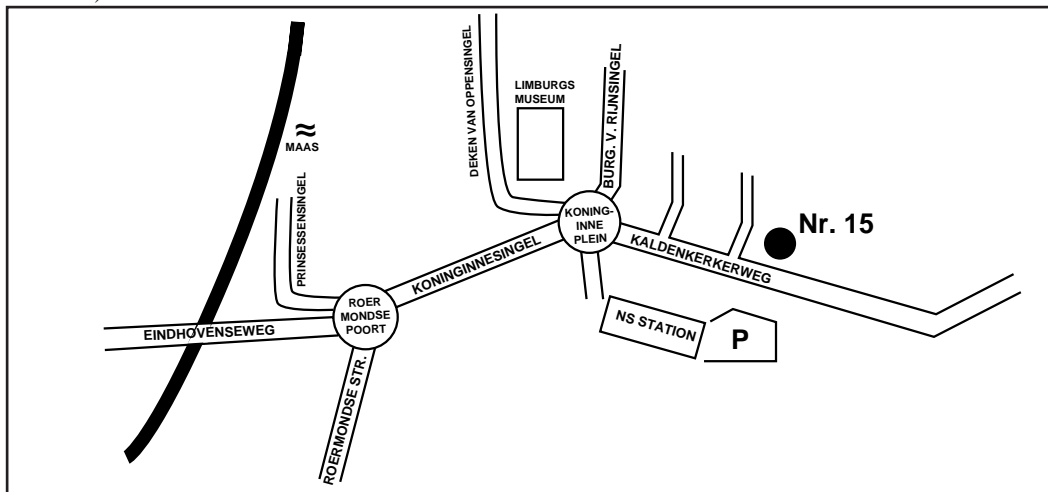 DEKEN VAN OPPENSINGEL
LIMBURGS
MUSEUM
BURG. V. RIJNSINGEL
≈
MAAS
PRINSESSENSINGEL
KONING-
INNE
PLEIN
Nr. 15
KALDENKERKERWEG
KONINGINNESINGEL
ROER
MONDSE
POORT
EINDHOVENSEWEG
NS STATION
P
ROERMONDSE STR.